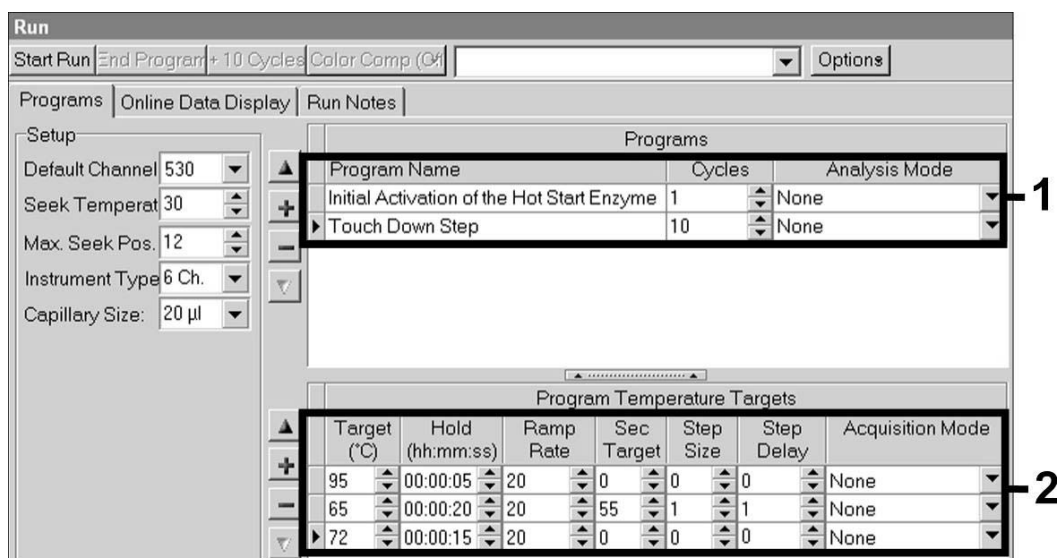 Run
Start Run End Program + 10 Cycles Color Comp (Off Options
Programs Online Data Display Run Notes
Setup
Default Channel 530
Seek Temperat 30
Max. Seek Pos. 12
Instrument Type 6 Ch.
Capillary Size: 20 µl
Programs
Program Name Cycles Analysis Mode
Initial Activation of the Hot Start Enzyme 1 None
Touch Down Step 10 None
1
Program Temperature Targets
Target (°C) Hold (hh:mm:ss) Ramp Rate Sec Target Step Size Step Delay Acquisition Mode
95 00:00:05 20 0 0 0 None
65 00:00:20 20 55 1 1 None
72 00:00:15 20 0 0 0 None
2